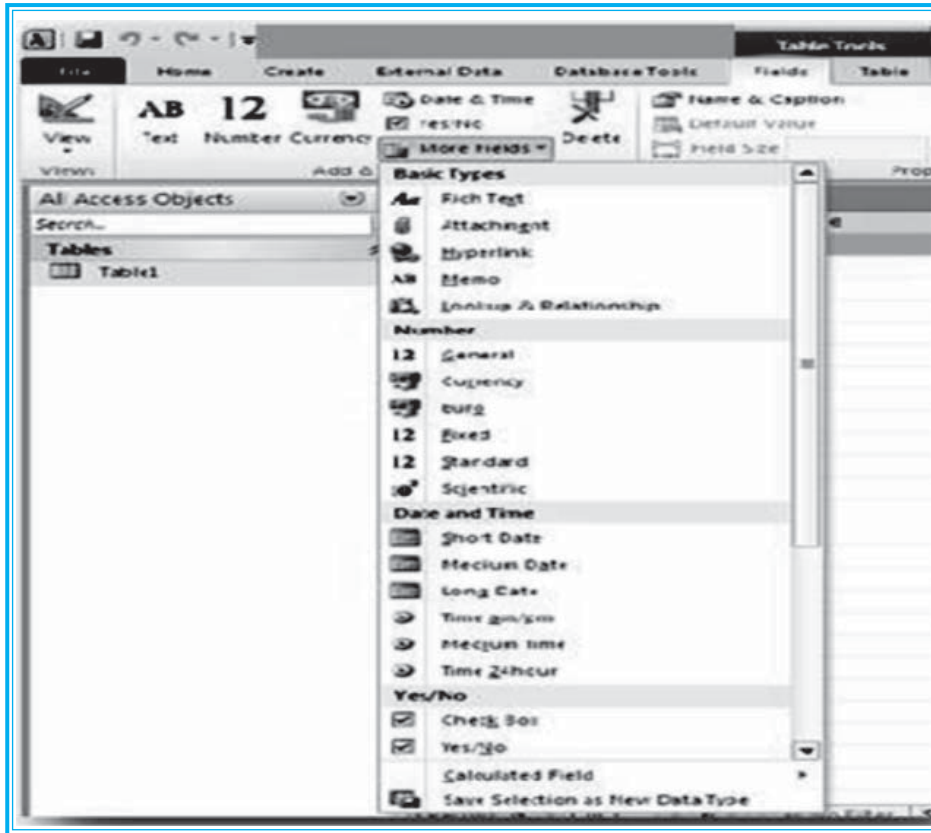 A
Table Tools
File Home Create External Data Database Tools Fields Table
View
Views
AB Text
12 Number
Currency
Date & Time
Yes/No
More Fields
Delete
Name & Caption
Default Value
Field Size
Add &
Prop
All Access Objects
Search...
Tables
Table1
Basic Types
Aa Rich Text
Attachment
Hyperlink
AB Memo
Lookup & Relationship
Number
12 General
Currency
Euro
12 Fixed
12 Standard
Scientific
Date and Time
Short Date
Medium Date
Long Date
Time am/pm
Medium Time
Time 24hour
Yes/No
Check Box
Yes/No
Calculated Field
Save Selection as New Data Type